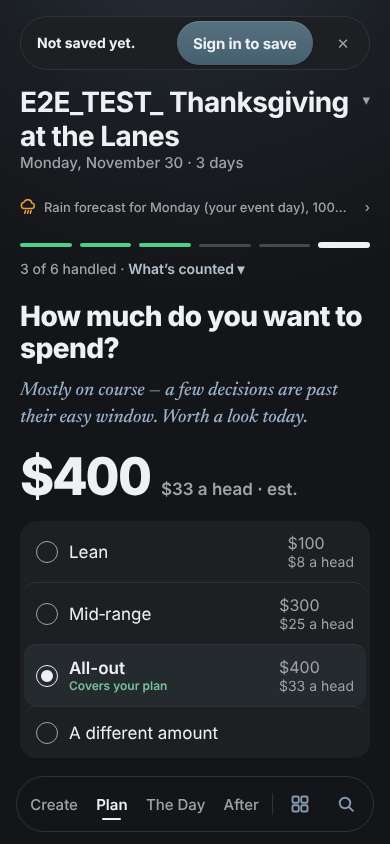 Not saved yet.
Sign in to save
×
E2E_TEST_ Thanksgiving ▾
at the Lanes
Monday, November 30 · 3 days
Rain forecast for Monday (your event day), 100... ›
3 of 6 handled · What's counted ▾
How much do you want to
spend?
Mostly on course — a few decisions are past
their easy window. Worth a look today.
$400 $33 a head · est.
Lean
$100
$8 a head
Mid-range
$300
$25 a head
All-out
Covers your plan
$400
$33 a head
A different amount
Create Plan The Day After